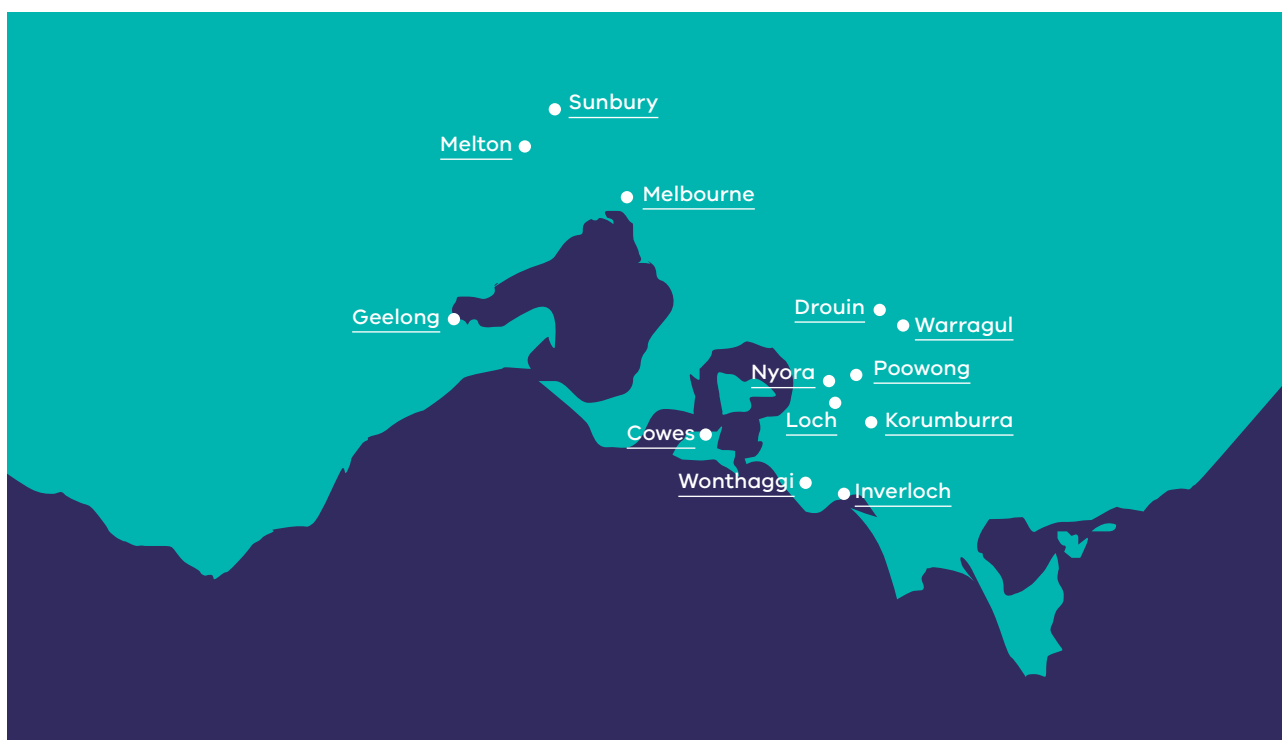 Sunbury
Melton
Melbourne
Drouin
Geelong
Warragul
Nyora
Poowong
Loch
Korumburra
Cowes
Wonthaggi
Inverloch